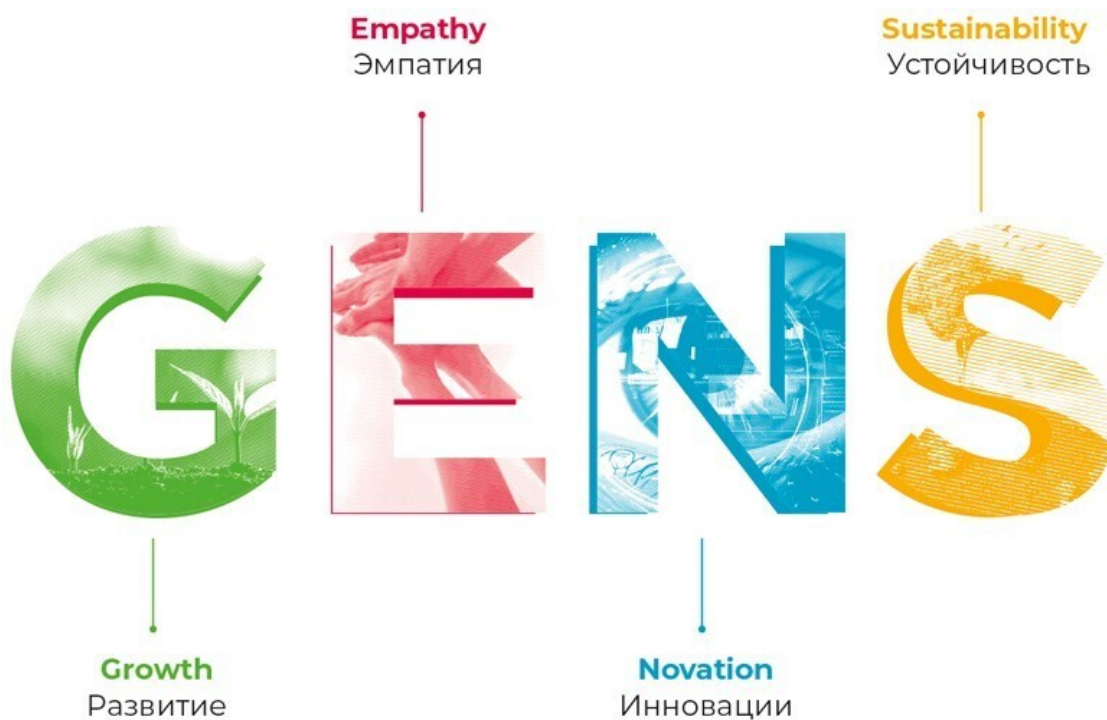 Empathy
Эмпатия
Sustainability
Устойчивость
GENS
Growth
Развитие
Novation
Инновации